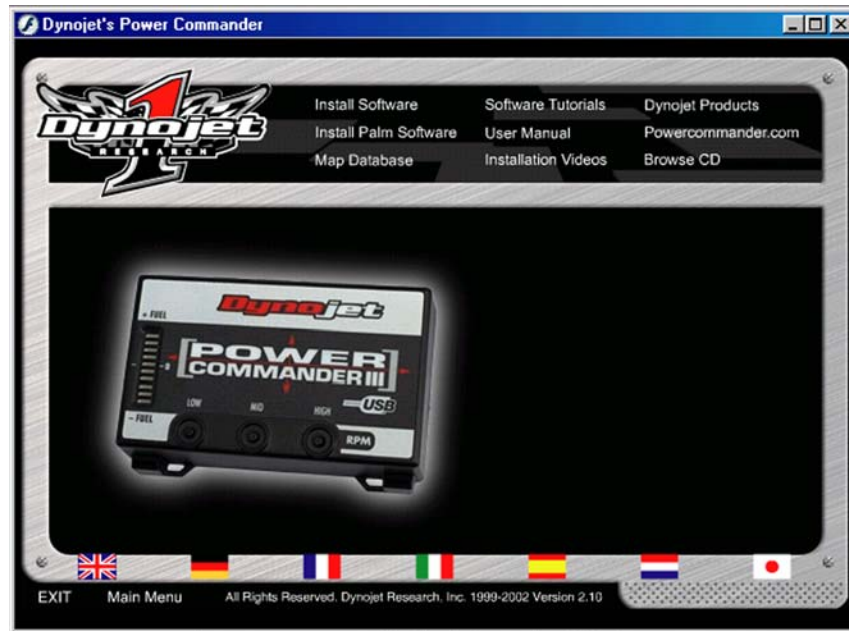 Dynojet's Power Commander
Dynojet
RESEARCH
1
Install Software
Software Tutorials
Dynojet Products
Install Palm Software
User Manual
Powercommander.com
Map Database
Installation Videos
Browse CD
Dynojet
+ FUEL
POWER
COMMANDER III
- 0
USB
LOW
MID
HIGH
- FUEL
RPM
EXIT
Main Menu
All Rights Reserved. Dynojet Research, Inc. 1999-2002 Version 2.10